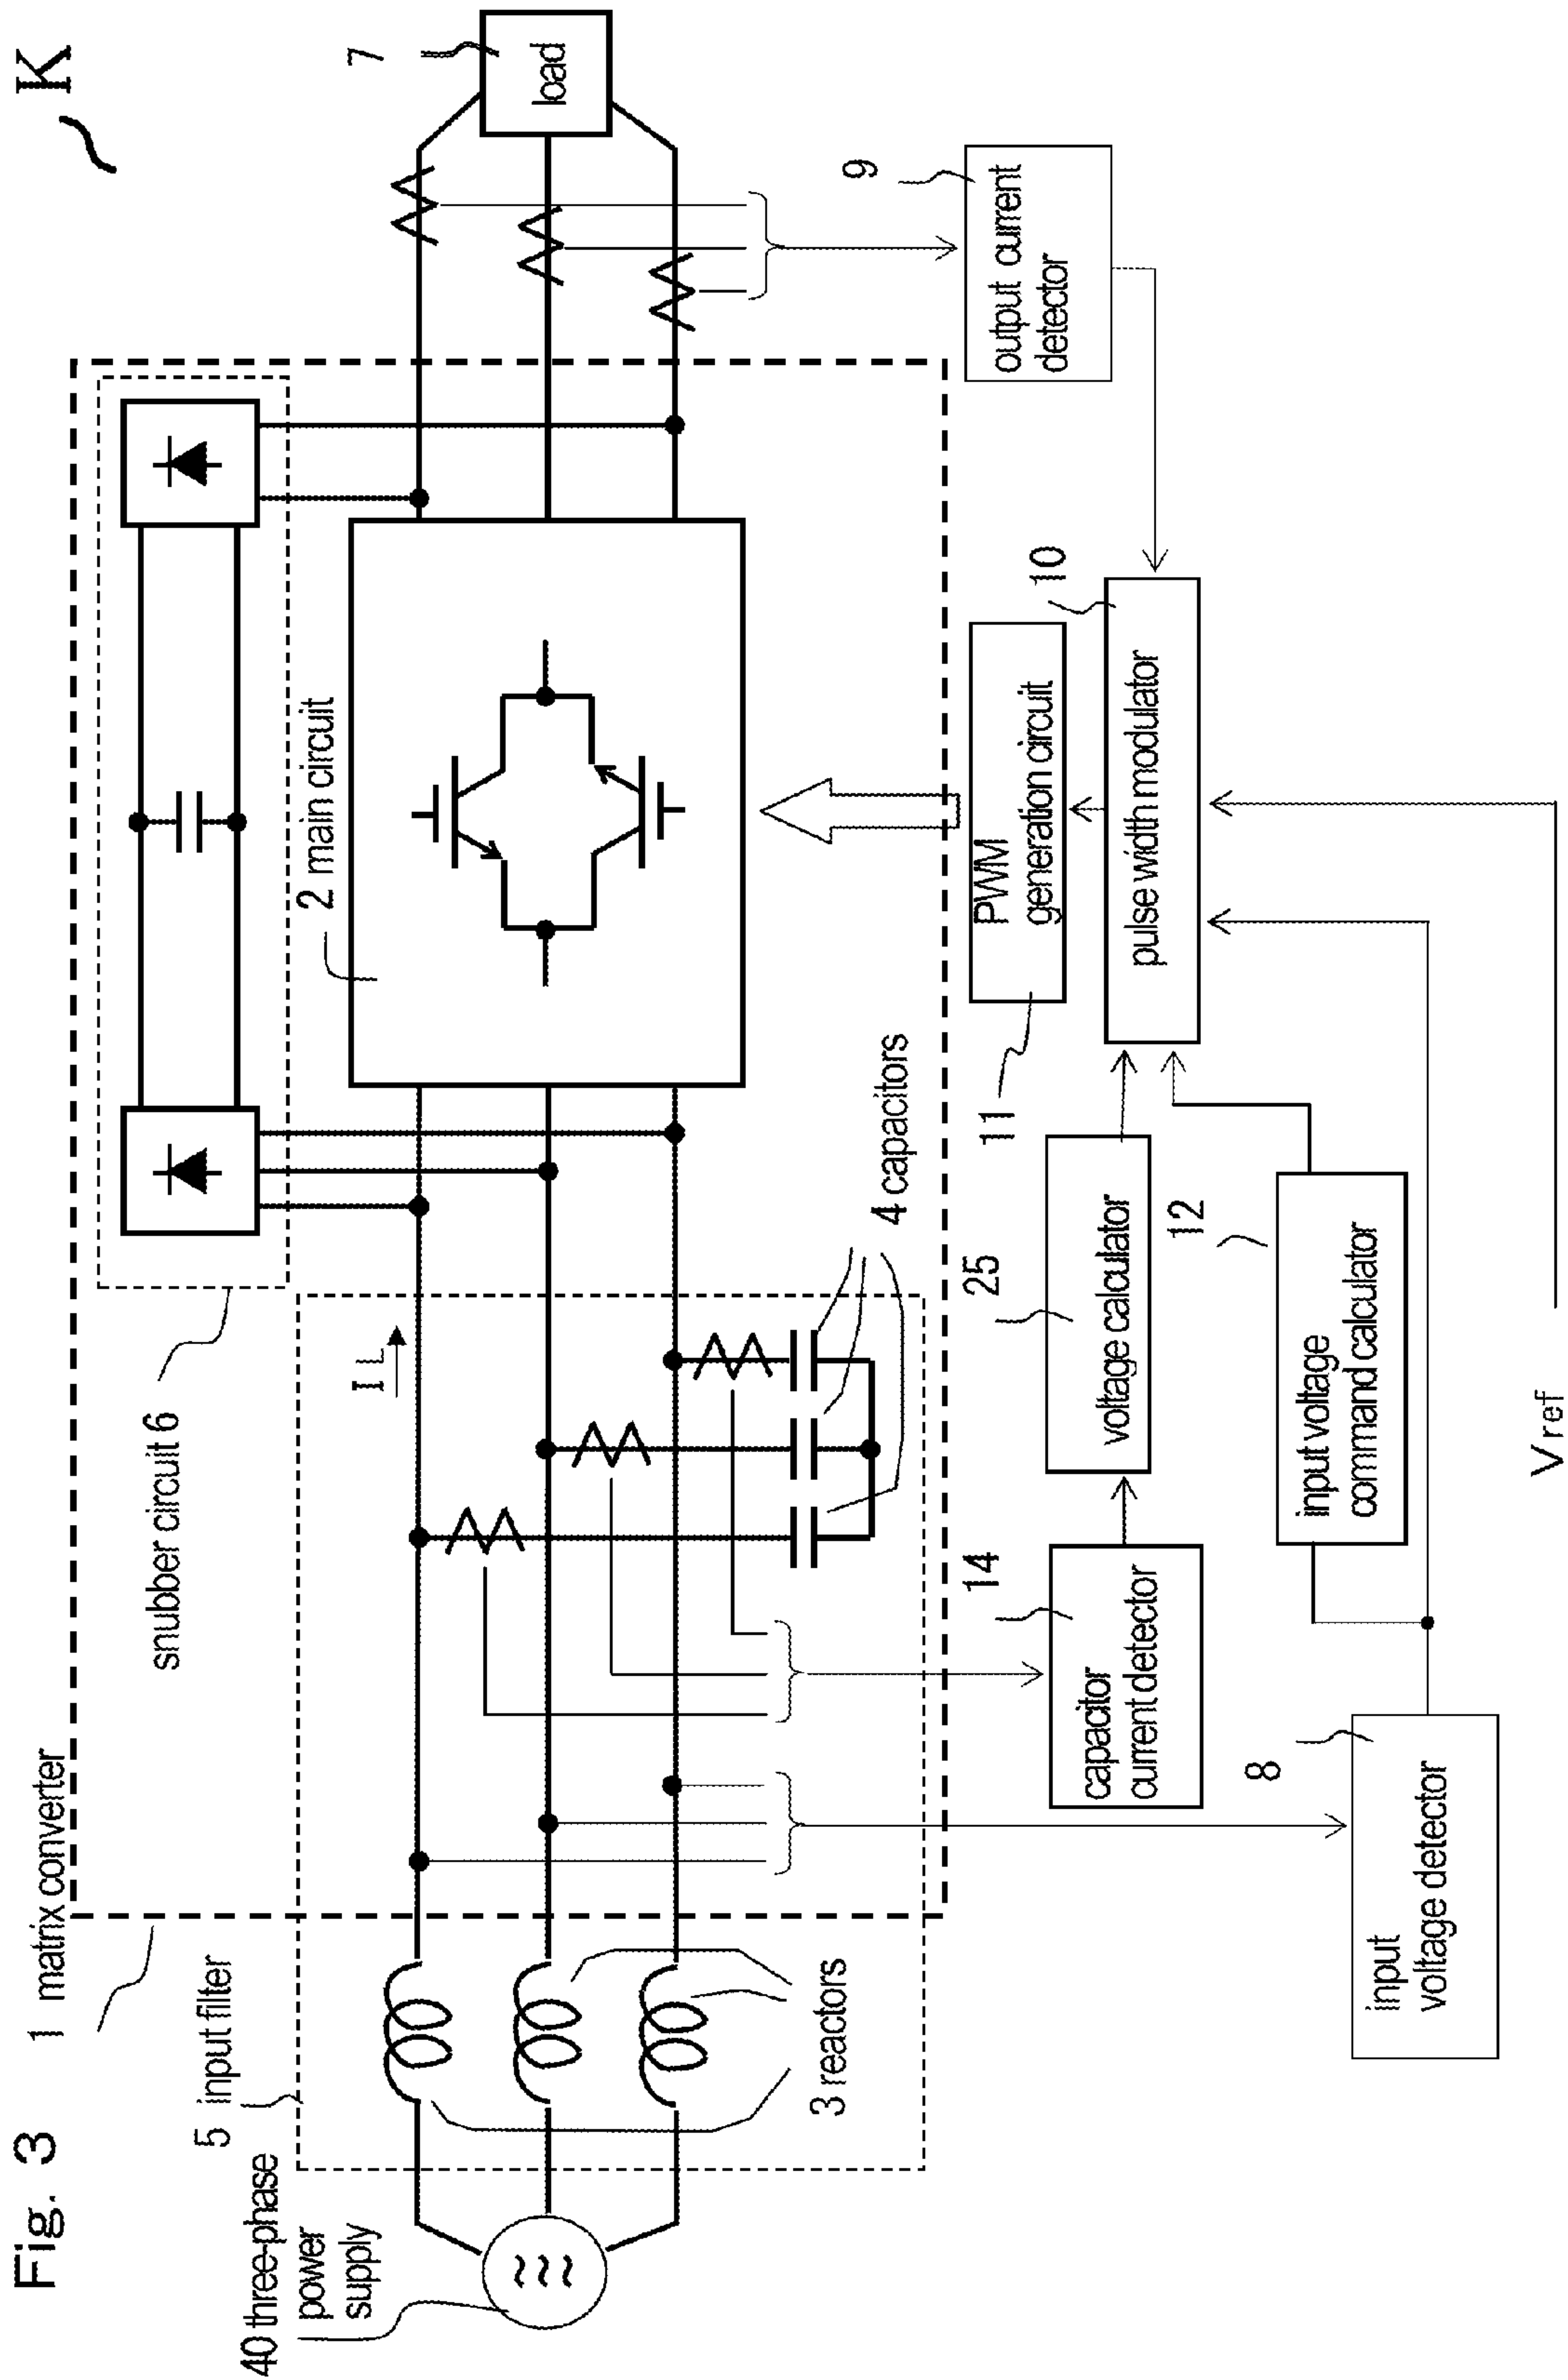 Fig. 3
K
1 matrix converter
snubber circuit 6
5 input filter
40 three-phase
power
supply
2 main circuit
7
load
I L
3 reactors
4 capacitors
9
output current
detector
11
PWM
generation circuit
10
pulse width modulator
14
capacitor
current detector
25
voltage calculator
12
input voltage
command calculator
8
input
voltage detector
Vref